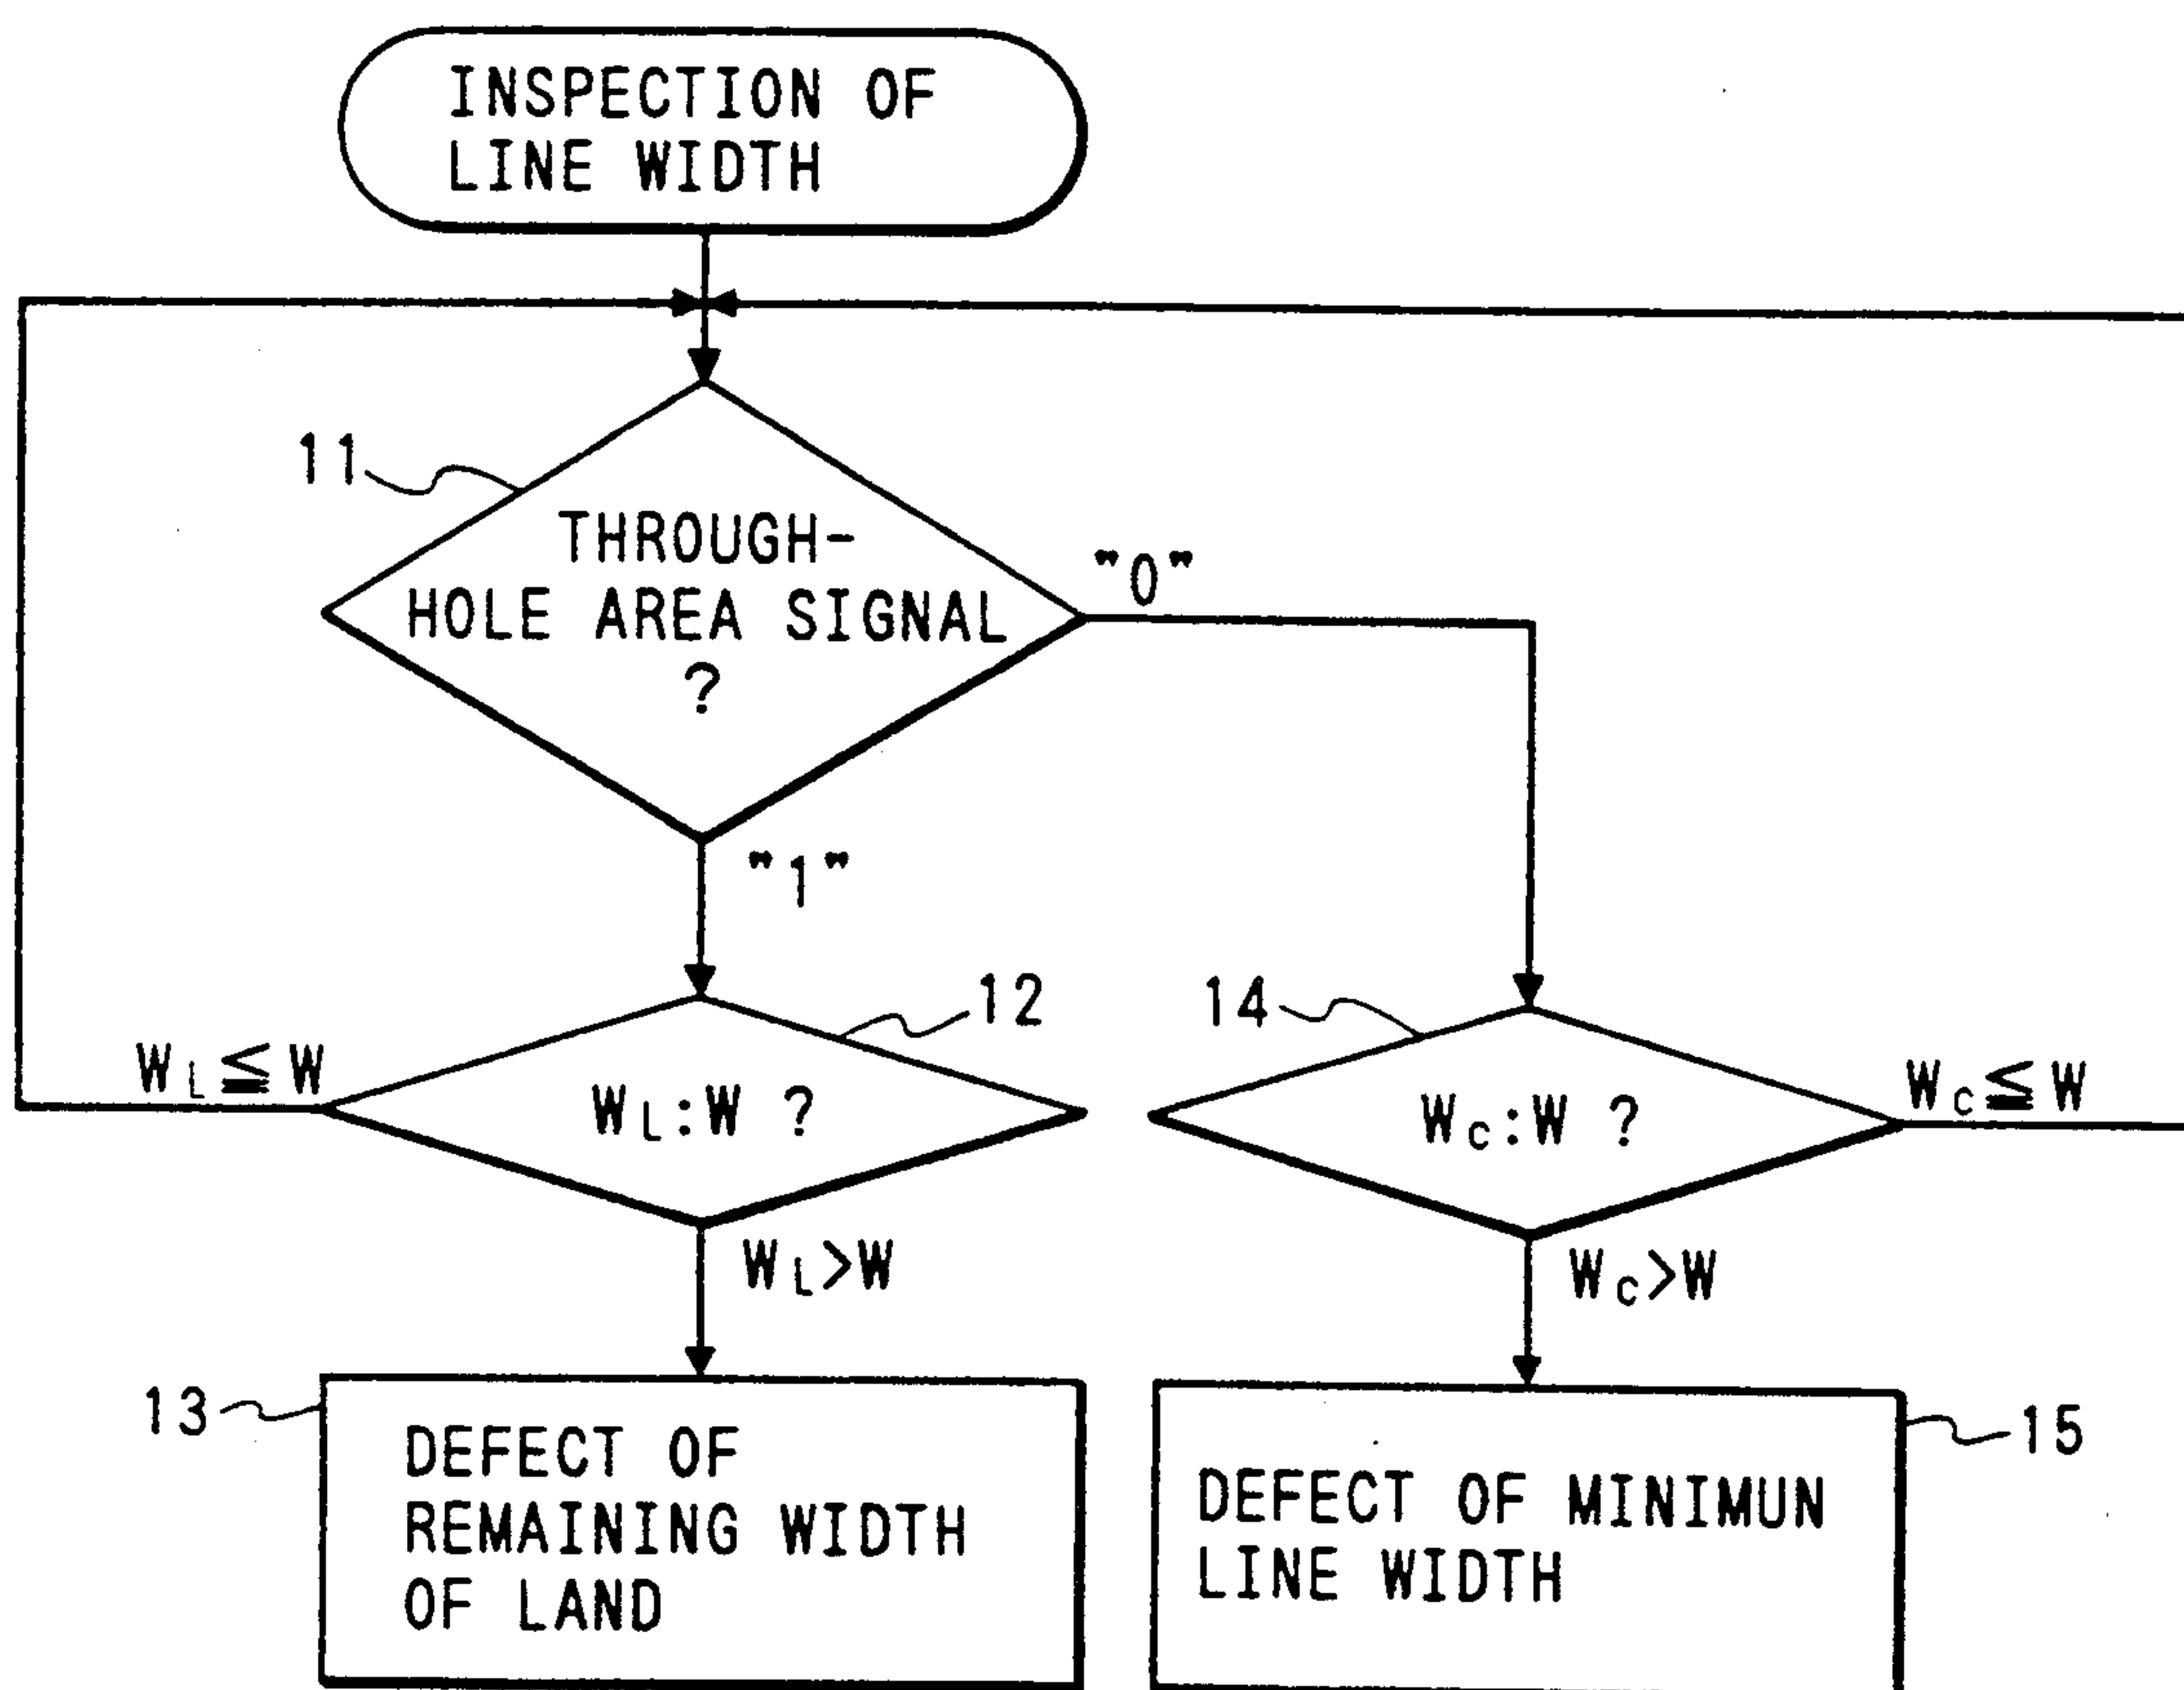 INSPECTION OF
LINE WIDTH
11
THROUGH-
HOLE AREA SIGNAL
?
"0"
"1"
12
14
WL≦W
WL:W ?
Wc:W ?
Wc≦W
WL>W
Wc>W
13
DEFECT OF
REMAINING WIDTH
OF LAND
15
DEFECT OF MINIMUN
LINE WIDTH